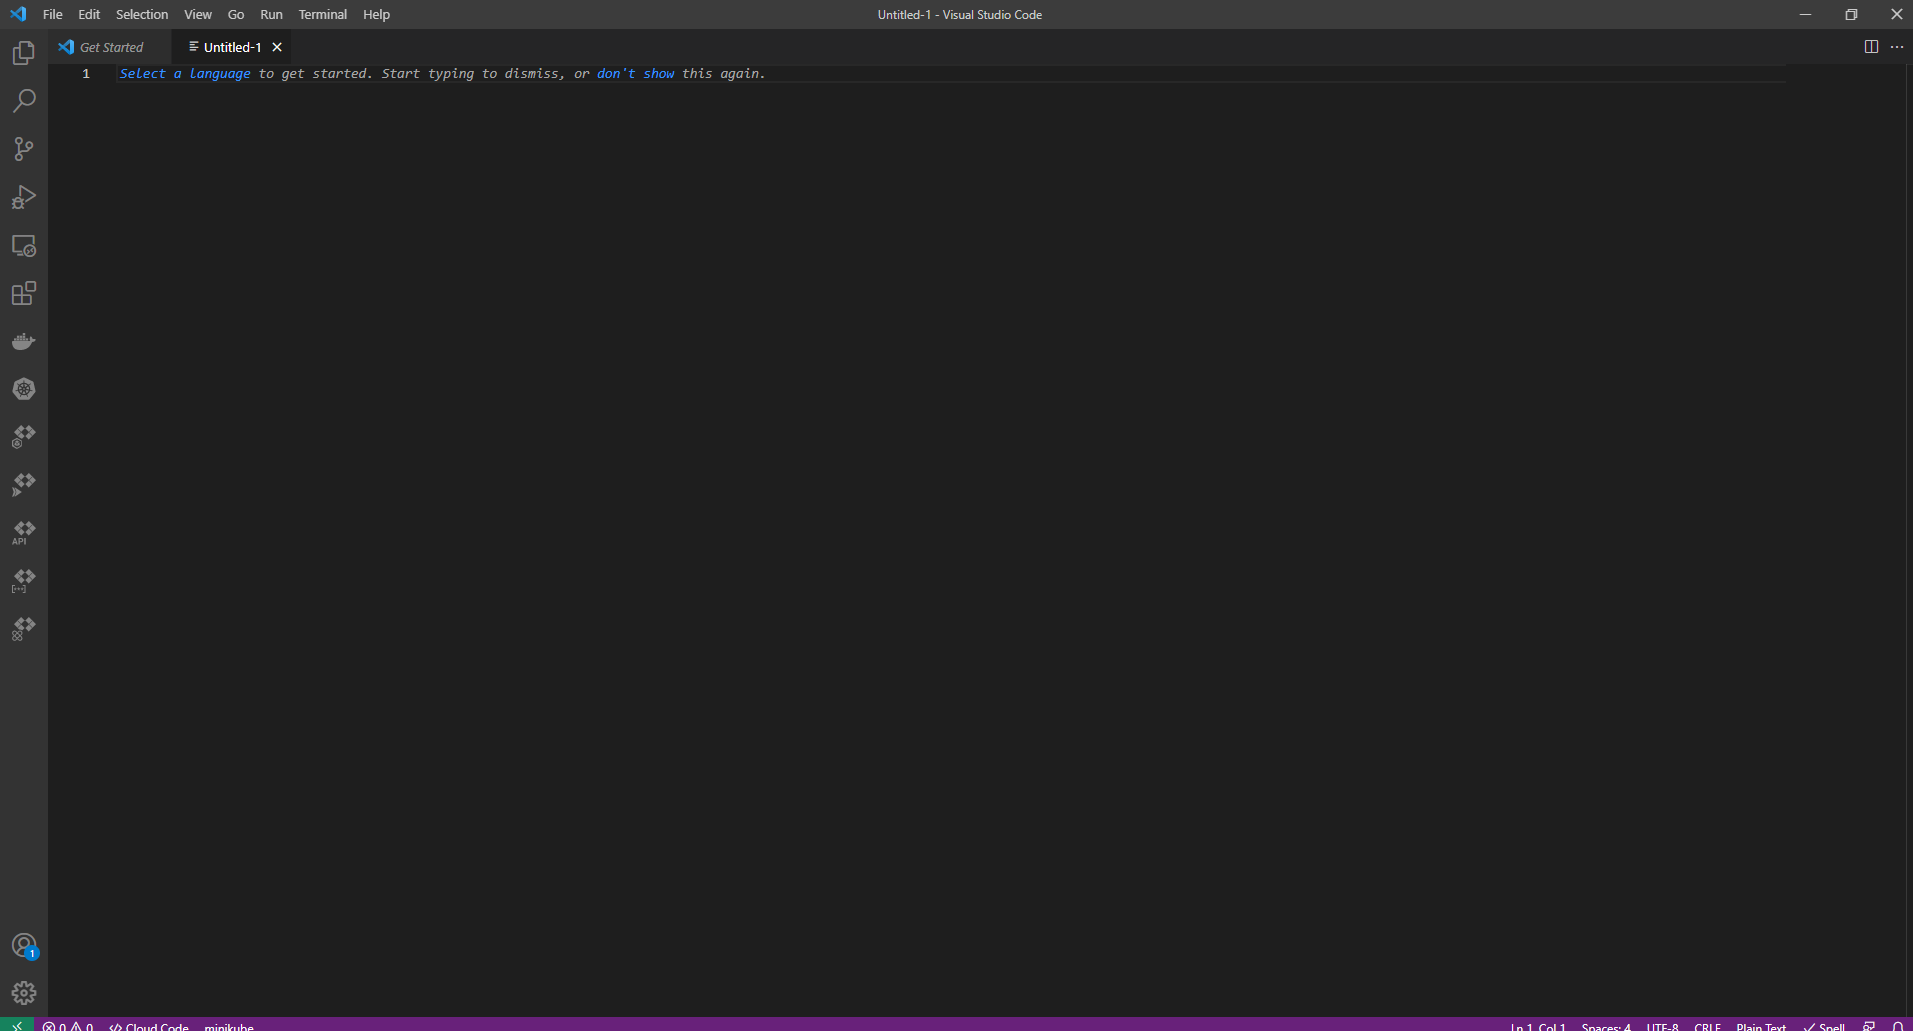 File Edit Selection View Go Run Terminal Help Untitled-1 - Visual Studio Code
Get Started Untitled-1
1 Select a language to get started. Start typing to dismiss, or don't show this again.
API
1
0 0 Cloud Code minikube Ln 1, Col 1 Spaces: 4 UTF-8 CRLF Plain Text Spell